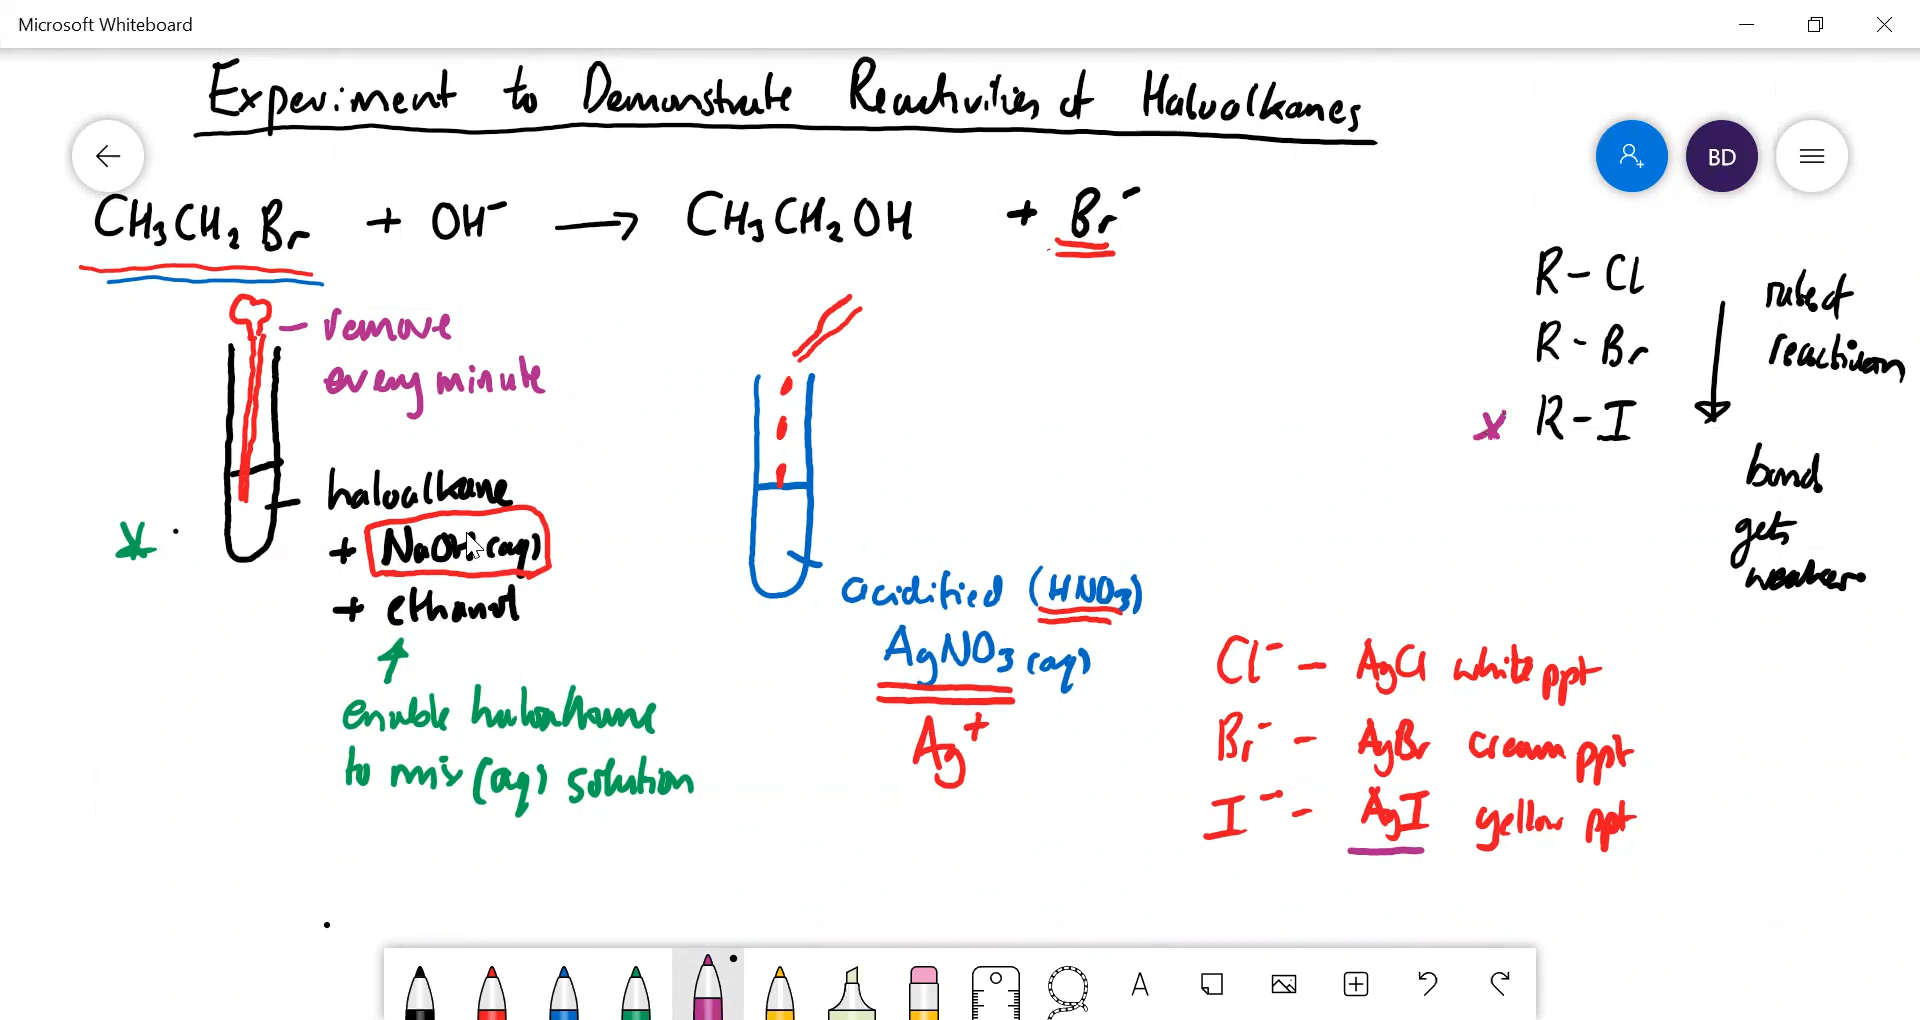 Microsoft Whiteboard
Experiment to Demonstrate Reactivities of Haloalkanes
CH₃CH₂Br + OH⁻ → CH₃CH₂OH + Br⁻
BD
R-Cl
R-Br
R-I
rate of
reaction
bond
gets
weaker
remove
every minute
haloalkane
+ NaOH (aq)
+ ethanol
enable haloalkane
to mix (aq) solution
acidified (HNO₃)
AgNO₃ (aq)
Ag⁺
Cl⁻ - AgCl white ppt
Br⁻ - AgBr cream ppt
I⁻ - AgI yellow ppt
A